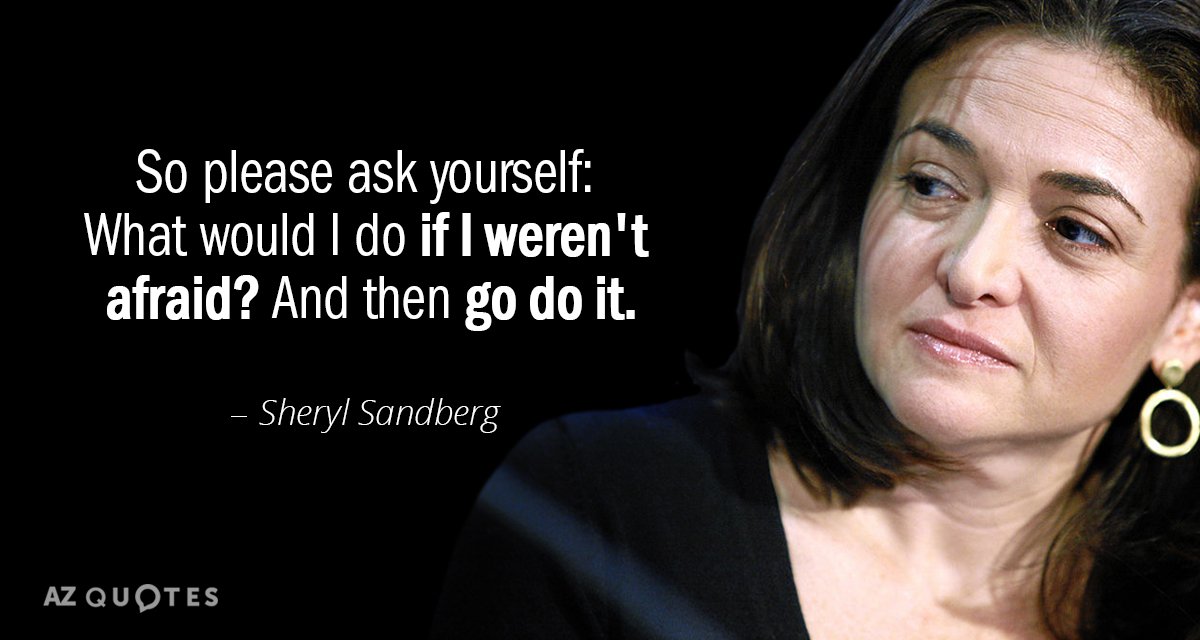 So please ask yourself:
What would I do if I weren't
afraid? And then go do it.
– Sheryl Sandberg
AZ QUOTES